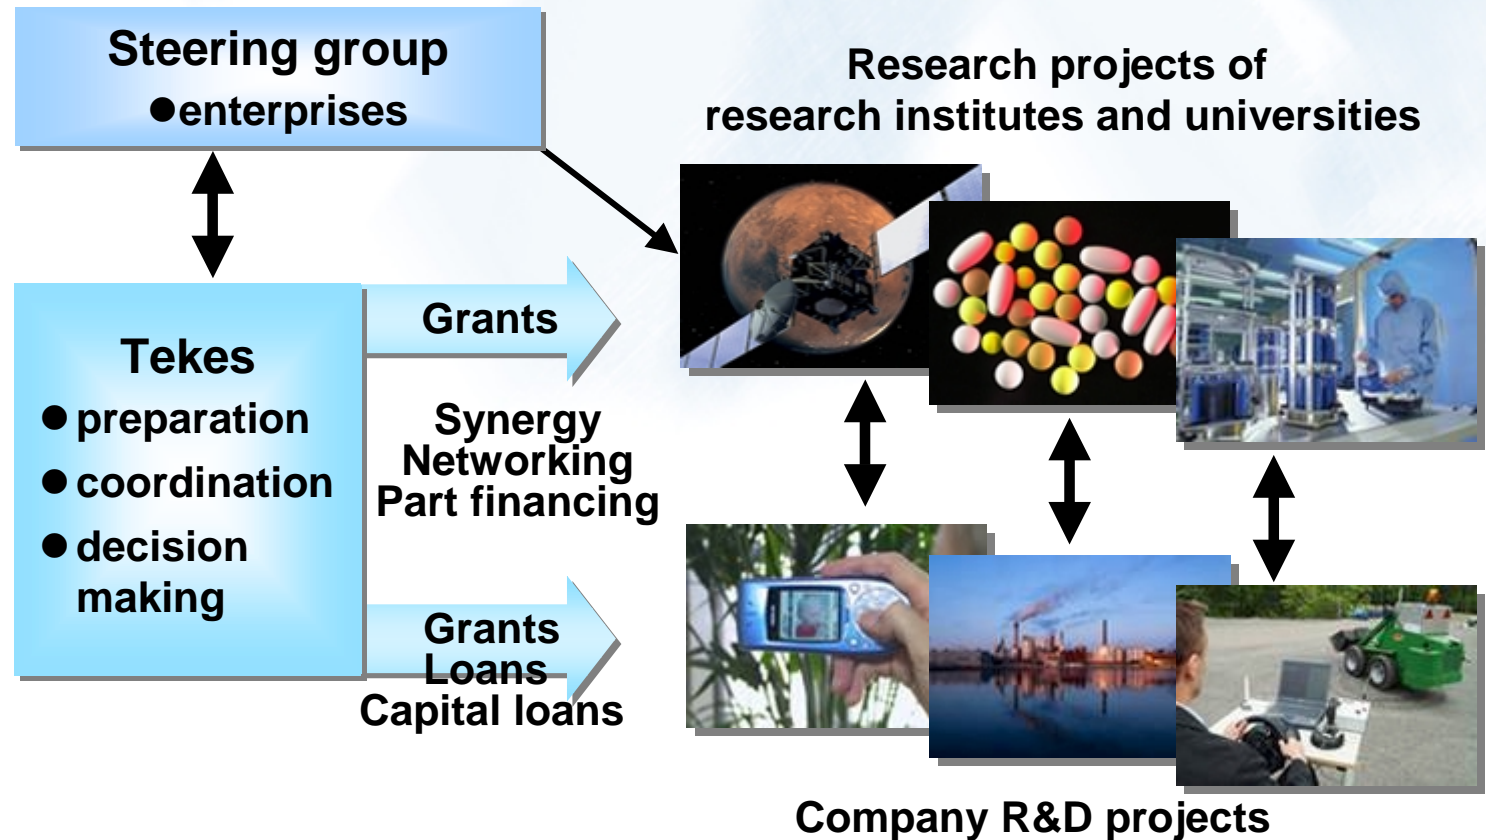 Steering group
●enterprises
Research projects of
research institutes and universities
Tekes
● preparation
● coordination
● decision
making
Grants
Synergy
Networking
Part financing
Grants
Loans
Capital loans
Company R&D projects